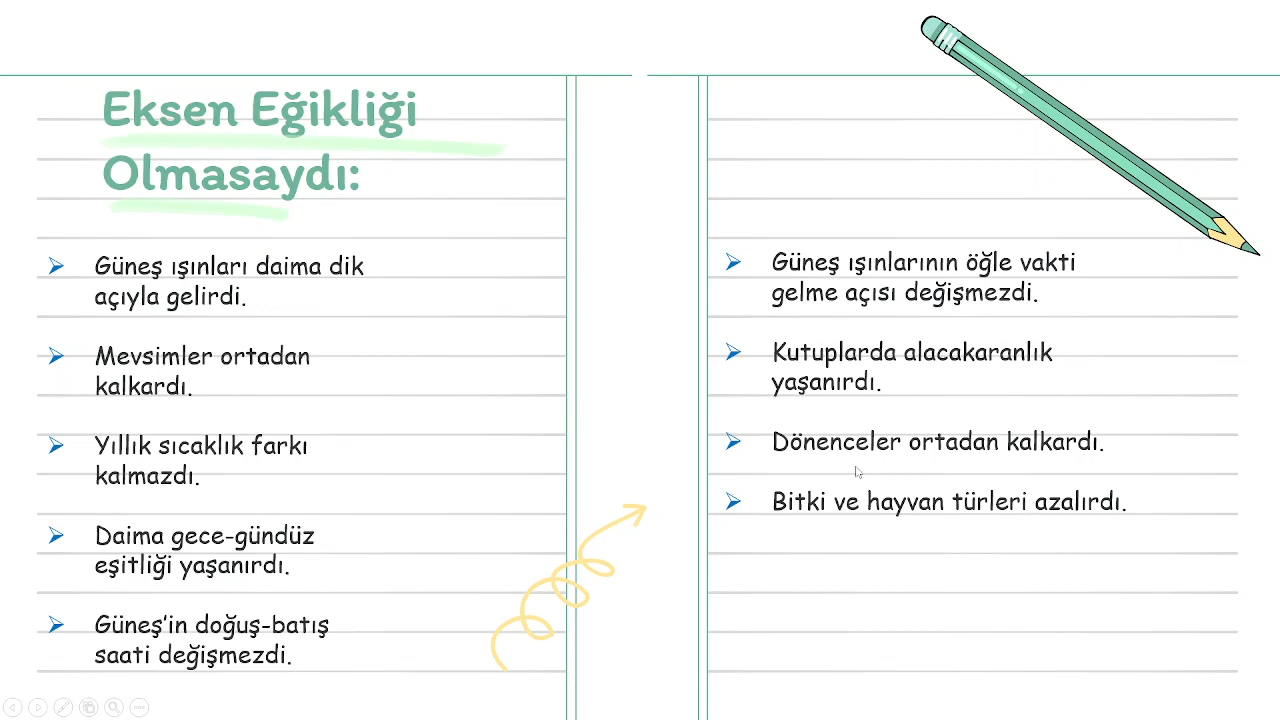 Eksen Eğikliği
Olmasaydı:
Güneş ışınları daima dik
açıyla gelirdi.
Mevsimler ortadan
kalkardı.
Yıllık sıcaklık farkı
kalmazdı.
Daima gece-gündüz
eşitliği yaşanırdı.
Güneş’in doğuş-batış
saati değişmezdi.
Güneş ışınlarının öğle vakti
gelme açısı değişmezdi.
Kutuplarda alacakaranlık
yaşanırdı.
Dönenceler ortadan kalkardı.
Bitki ve hayvan türleri azalırdı.